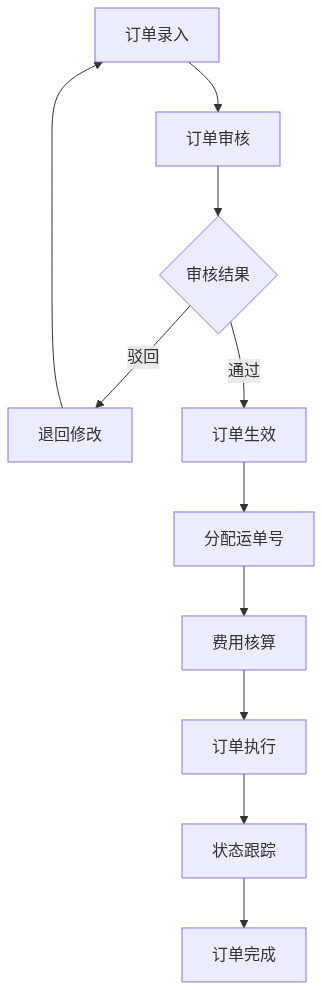 订单录入
订单审核
审核结果
驳回
通过
退回修改
订单生效
分配运单号
费用核算
订单执行
状态跟踪
订单完成